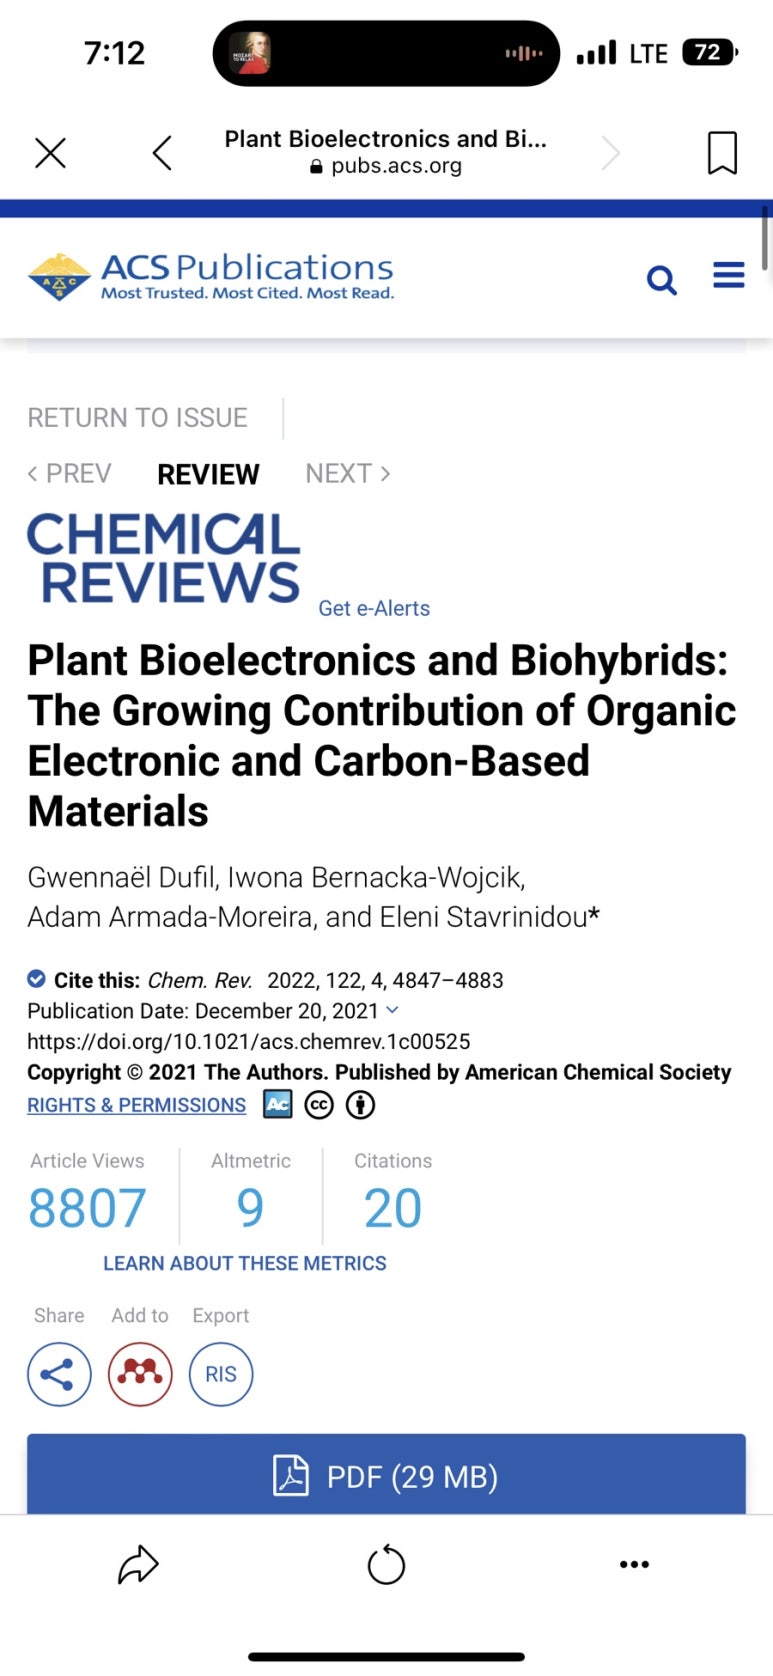 7:12
MOZART
LTE
72
Plant Bioelectronics and Bi...
pubs.acs.org
ACS Publications
Most Trusted. Most Cited. Most Read.
RETURN TO ISSUE
< PREV REVIEW NEXT >
CHEMICAL
REVIEWS
Get e-Alerts
Plant Bioelectronics and Biohybrids:
The Growing Contribution of Organic
Electronic and Carbon-Based
Materials
Gwennaël Dufil, Iwona Bernacka-Wojcik,
Adam Armada-Moreira, and Eleni Stavrinidou*
Cite this: Chem. Rev. 2022, 122, 4, 4847–4883
Publication Date: December 20, 2021
https://doi.org/10.1021/acs.chemrev.1c00525
Copyright © 2021 The Authors. Published by American Chemical Society
RIGHTS & PERMISSIONS AC CC
Article Views Altmetric Citations
8807 9 20
LEARN ABOUT THESE METRICS
Share Add to Export
RIS
PDF (29 MB)